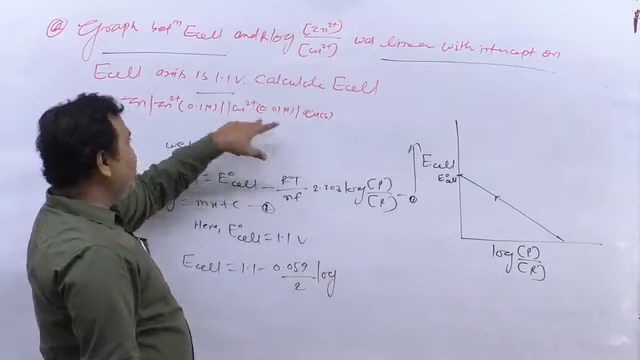 Q Graph betⁿ Ecell and log [Zn²⁺]/[Cu²⁺] was linear with intercept on
Ecell axis is 1.1 V. Calculate Ecell
Zn|Zn²⁺(0.1M)||Cu²⁺(0.01M)|Cu(s)
= E°cell - RT/nF 2.303 log [P]/[R] - ①
y = mx+c - ②
Here, E°cell = 1.1 V
Ecell = 1.1 - 0.059/2 log
Ecell
E°cell
log [P]/[R]